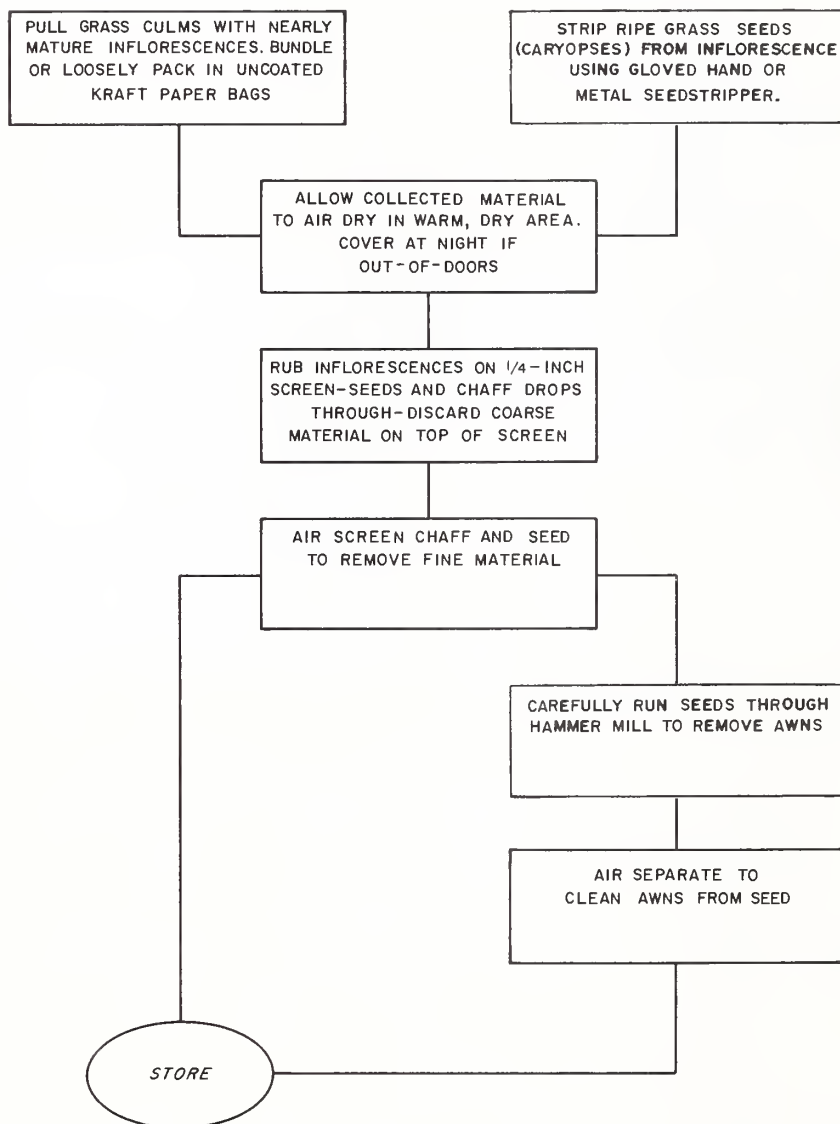 PULL GRASS CULMS WITH NEARLY
MATURE INFLORESCENCES. BUNDLE
OR LOOSELY PACK IN UNCOATED
KRAFT PAPER BAGS
STRIP RIPE GRASS SEEDS
(CARYOPSES) FROM INFLORESCENCE
USING GLOVED HAND OR
METAL SEEDSTRIPPER.
ALLOW COLLECTED MATERIAL
TO AIR DRY IN WARM, DRY AREA.
COVER AT NIGHT IF
OUT-OF-DOORS
RUB INFLORESCENCES ON 1/4-INCH
SCREEN-SEEDS AND CHAFF DROPS
THROUGH-DISCARD COARSE
MATERIAL ON TOP OF SCREEN
AIR SCREEN CHAFF AND SEED
TO REMOVE FINE MATERIAL
CAREFULLY RUN SEEDS THROUGH
HAMMER MILL TO REMOVE AWNS
AIR SEPARATE TO
CLEAN AWNS FROM SEED
STORE